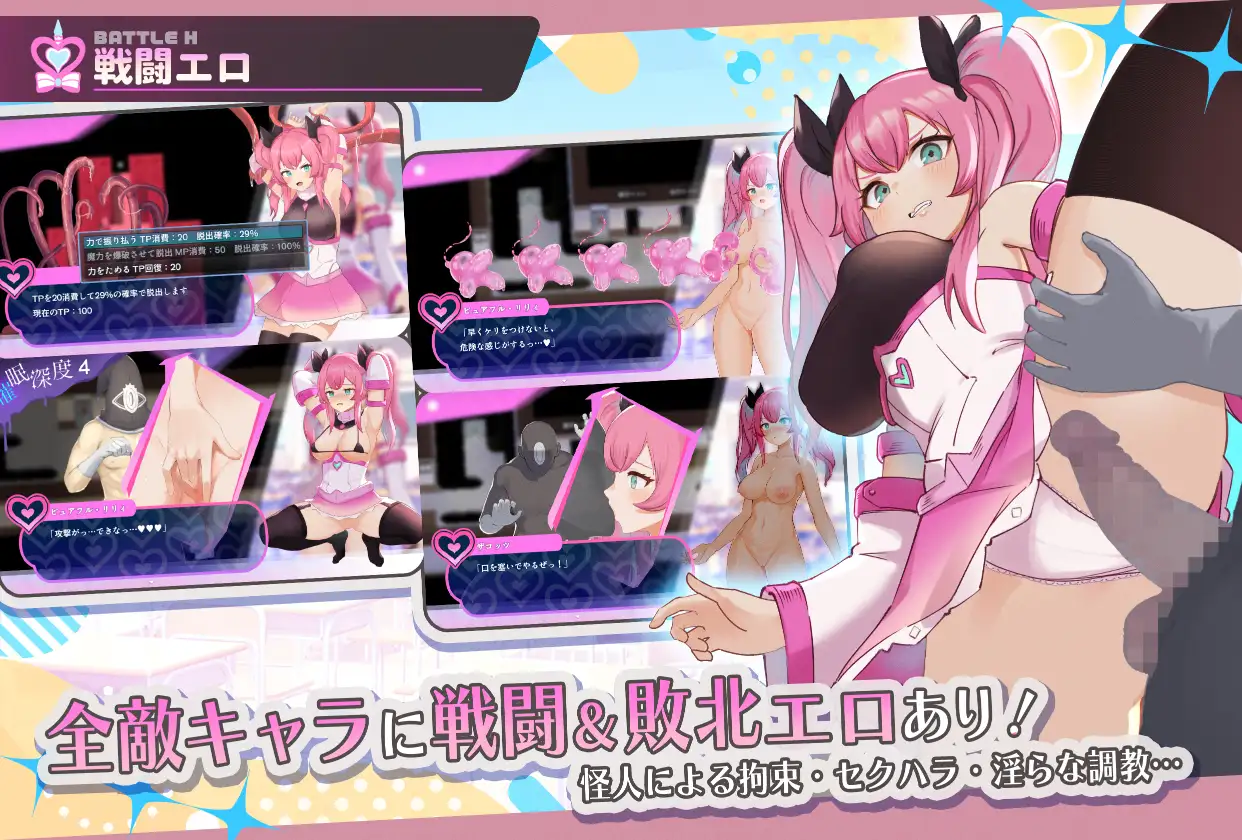 BATTLE H
戦闘エロ
力で振り払う TP消費：20 脱出確率：29%
魔力を爆破させて脱出 MP消費：50 脱出確率：100%
力をためる TP回復：20
TPを20消費して29%の確率で脱出します
現在のTP：100
ピュアフル・リリィ
「早くケリをつけないと、
危険な感じがするっ…♥」
催眠深度 4
ピュアフル・リリィ
「攻撃がっ…できなっ…♥♥♥」
ザコッツ
「口を塞いでやるぜっ！」
全敵キャラに戦闘＆敗北エロあり！
怪人による拘束・セクハラ・淫らな調教…